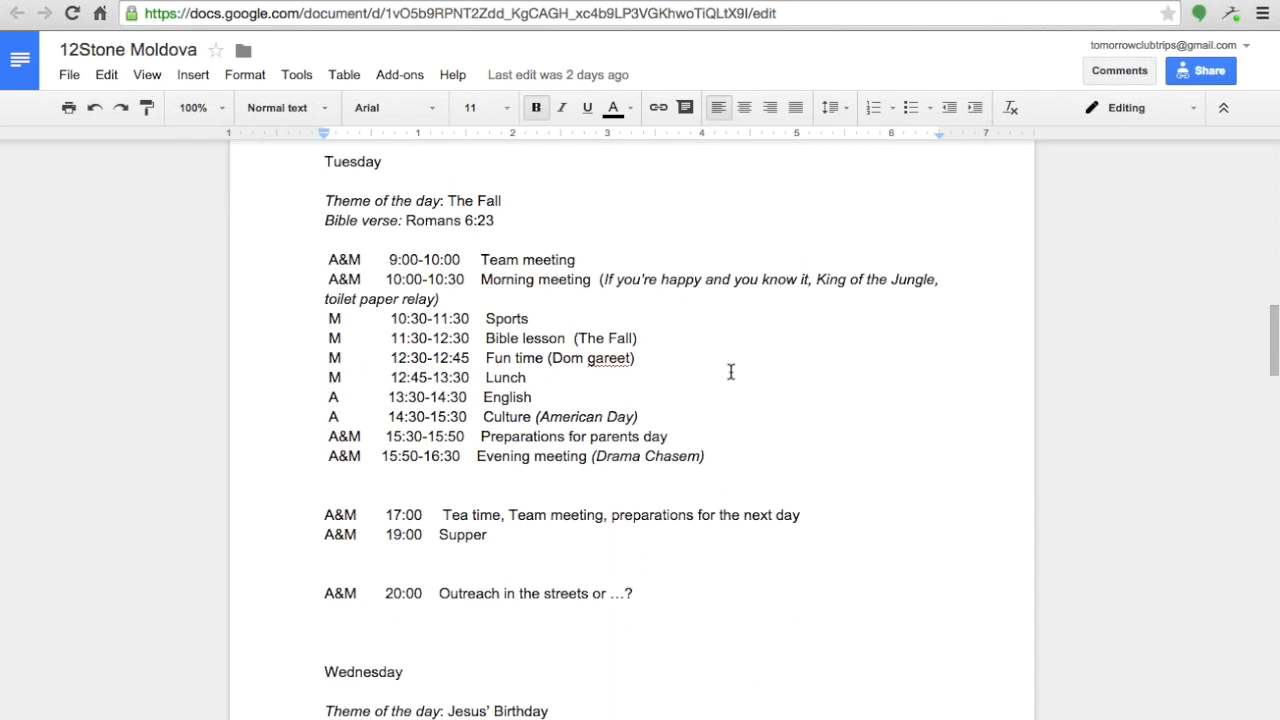 https://docs.google.com/document/d/1vO5b9RPNT2Zdd_KgCAGH_xc4b9LP3VGKhwoTiQLtX9I/edit
12Stone Moldova
tomorrowclubtrips@gmail.com
File Edit View Insert Format Tools Table Add-ons Help Last edit was 2 days ago
Comments Share
100% Normal text Arial 11 B I U A Editing
1 1 2 3 4 5 6 7
Tuesday
Theme of the day: The Fall
Bible verse: Romans 6:23
A&M 9:00-10:00 Team meeting
A&M 10:00-10:30 Morning meeting (If you're happy and you know it, King of the Jungle,
toilet paper relay)
M 10:30-11:30 Sports
M 11:30-12:30 Bible lesson (The Fall)
M 12:30-12:45 Fun time (Dom gareet)
M 12:45-13:30 Lunch
A 13:30-14:30 English
A 14:30-15:30 Culture (American Day)
A&M 15:30-15:50 Preparations for parents day
A&M 15:50-16:30 Evening meeting (Drama Chasem)
A&M 17:00 Tea time, Team meeting, preparations for the next day
A&M 19:00 Supper
A&M 20:00 Outreach in the streets or …?
Wednesday
Theme of the day: Jesus' Birthday